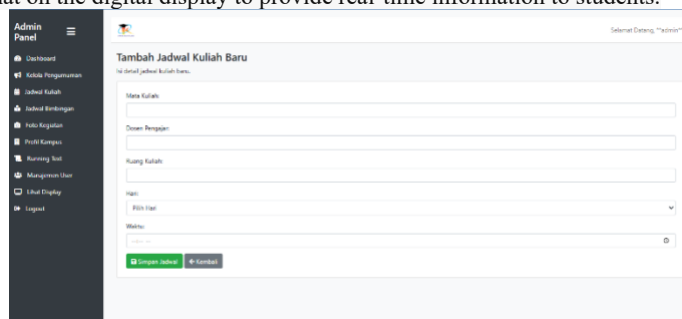 at on the digital display to provide real-time information to students.
Admin
Panel
Selamat Datang, **admin**
Dashboard
Kelola Pengumuman
Jadwal Kuliah
Jadwal Bimbingan
Foto Kegiatan
Profil Kampus
Running Text
Manajemen User
Lihat Display
Logout
Tambah Jadwal Kuliah Baru
Isi detail jadwal kuliah baru.
Mata Kuliah:
Dosen Pengajar:
Ruang Kuliah:
Hari:
Pilih Hari
Waktu:
Simpan Jadwal
Kembali